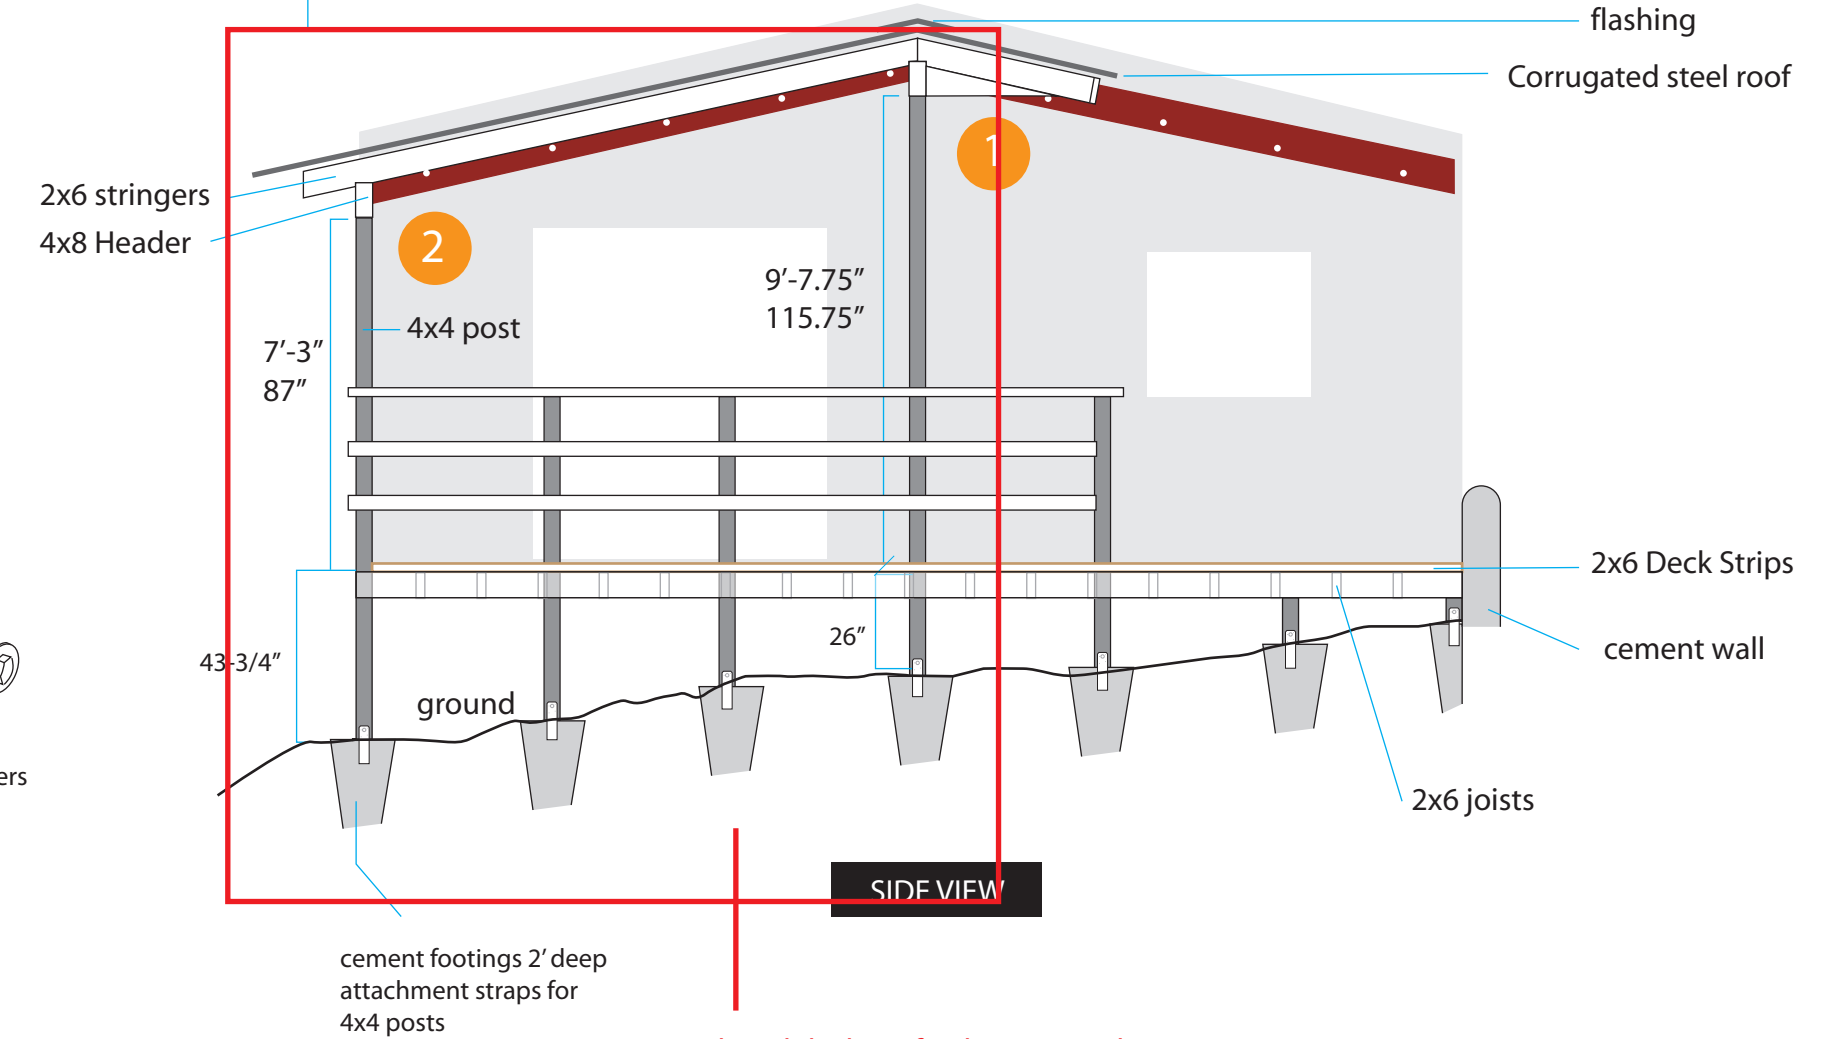 flashing
Corrugated steel roof
2x6 stringers
4x8 Header
1
2
9’-7.75”
115.75”
4x4 post
7’-3”
87”
2x6 Deck Strips
26”
cement wall
43-3/4”
ground
ers
2x6 joists
SIDE VIEW
cement footings 2’ deep
attachment straps for
4x4 posts